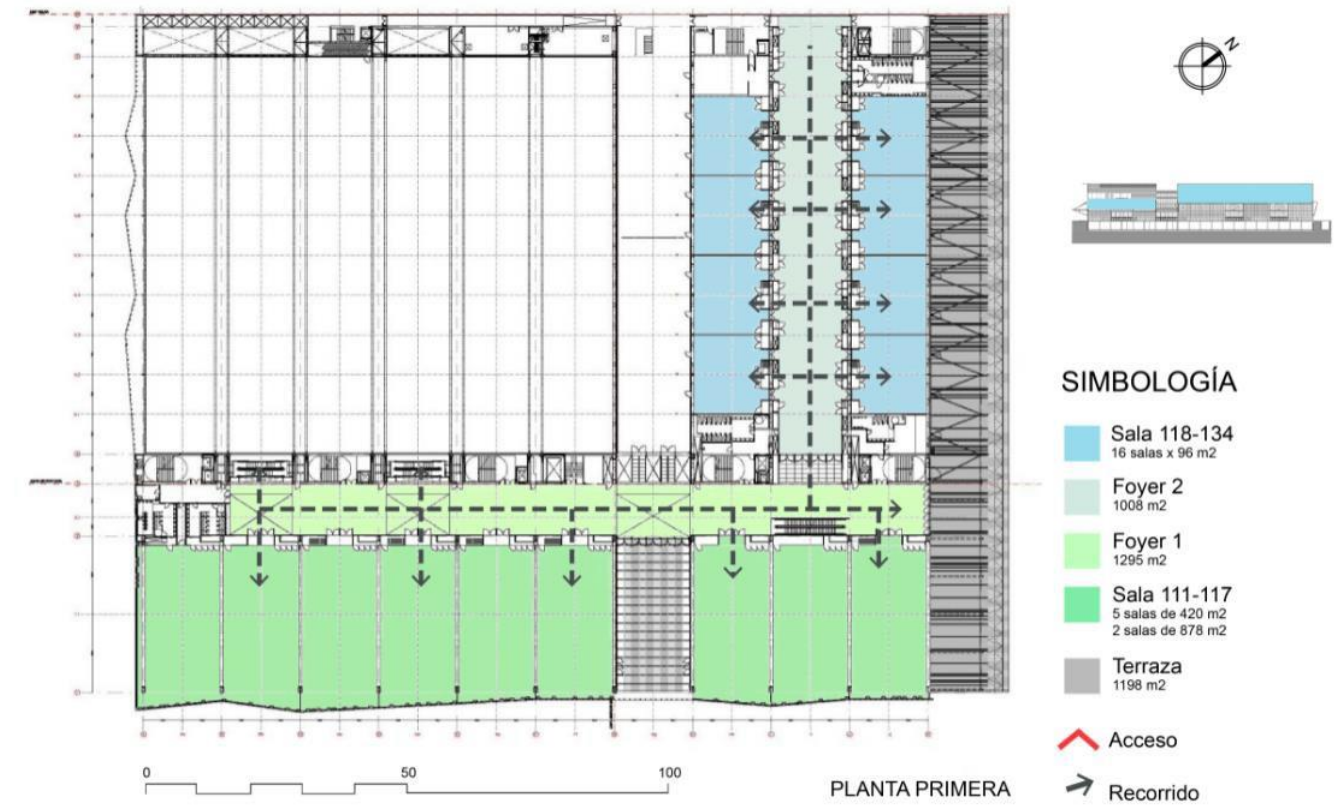 N
SIMBOLOGÍA
Sala 118-134
16 salas x 96 m2
Foyer 2
1008 m2
Foyer 1
1295 m2
Sala 111-117
5 salas de 420 m2
2 salas de 878 m2
Terraza
1198 m2
Acceso
Recorrido
0
50
100
PLANTA PRIMERA